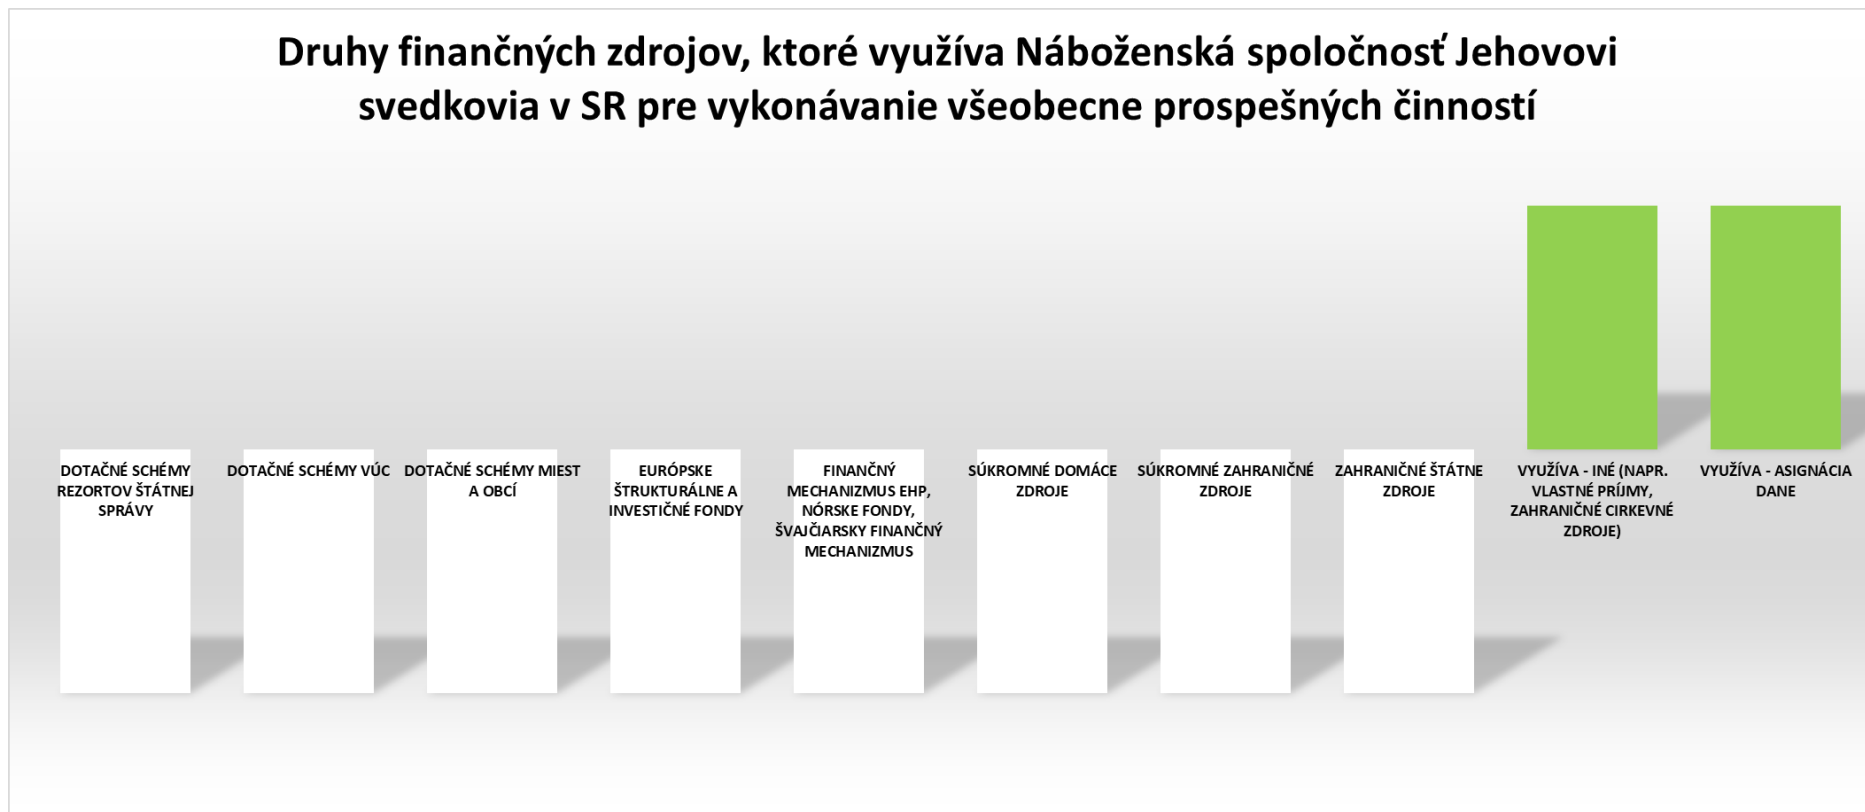 Druhy finančných zdrojov, ktoré využíva Náboženská spoločnosť Jehovovi
svedkovia v SR pre vykonávanie všeobecne prospešných činností
DOTAČNÉ SCHÉMY
REZORTOV ŠTÁTNEJ
SPRÁVY
DOTAČNÉ SCHÉMY VÚC
DOTAČNÉ SCHÉMY MIEST
A OBCÍ
EURÓPSKE
ŠTRUKTURÁLNE A
INVESTIČNÉ FONDY
FINANČNÝ
MECHANIZMUS EHP,
NÓRSKE FONDY,
ŠVAJČIARSKY FINANČNÝ
MECHANIZMUS
SÚKROMNÉ DOMÁCE
ZDROJE
SÚKROMNÉ ZAHRANIČNÉ
ZDROJE
ZAHRANIČNÉ ŠTÁTNE
ZDROJE
VYUŽÍVA - INÉ (NAPR.
VLASTNÉ PRÍJMY,
ZAHRANIČNÉ CIRKEVNÉ
ZDROJE)
VYUŽÍVA - ASIGNÁCIA
DANE